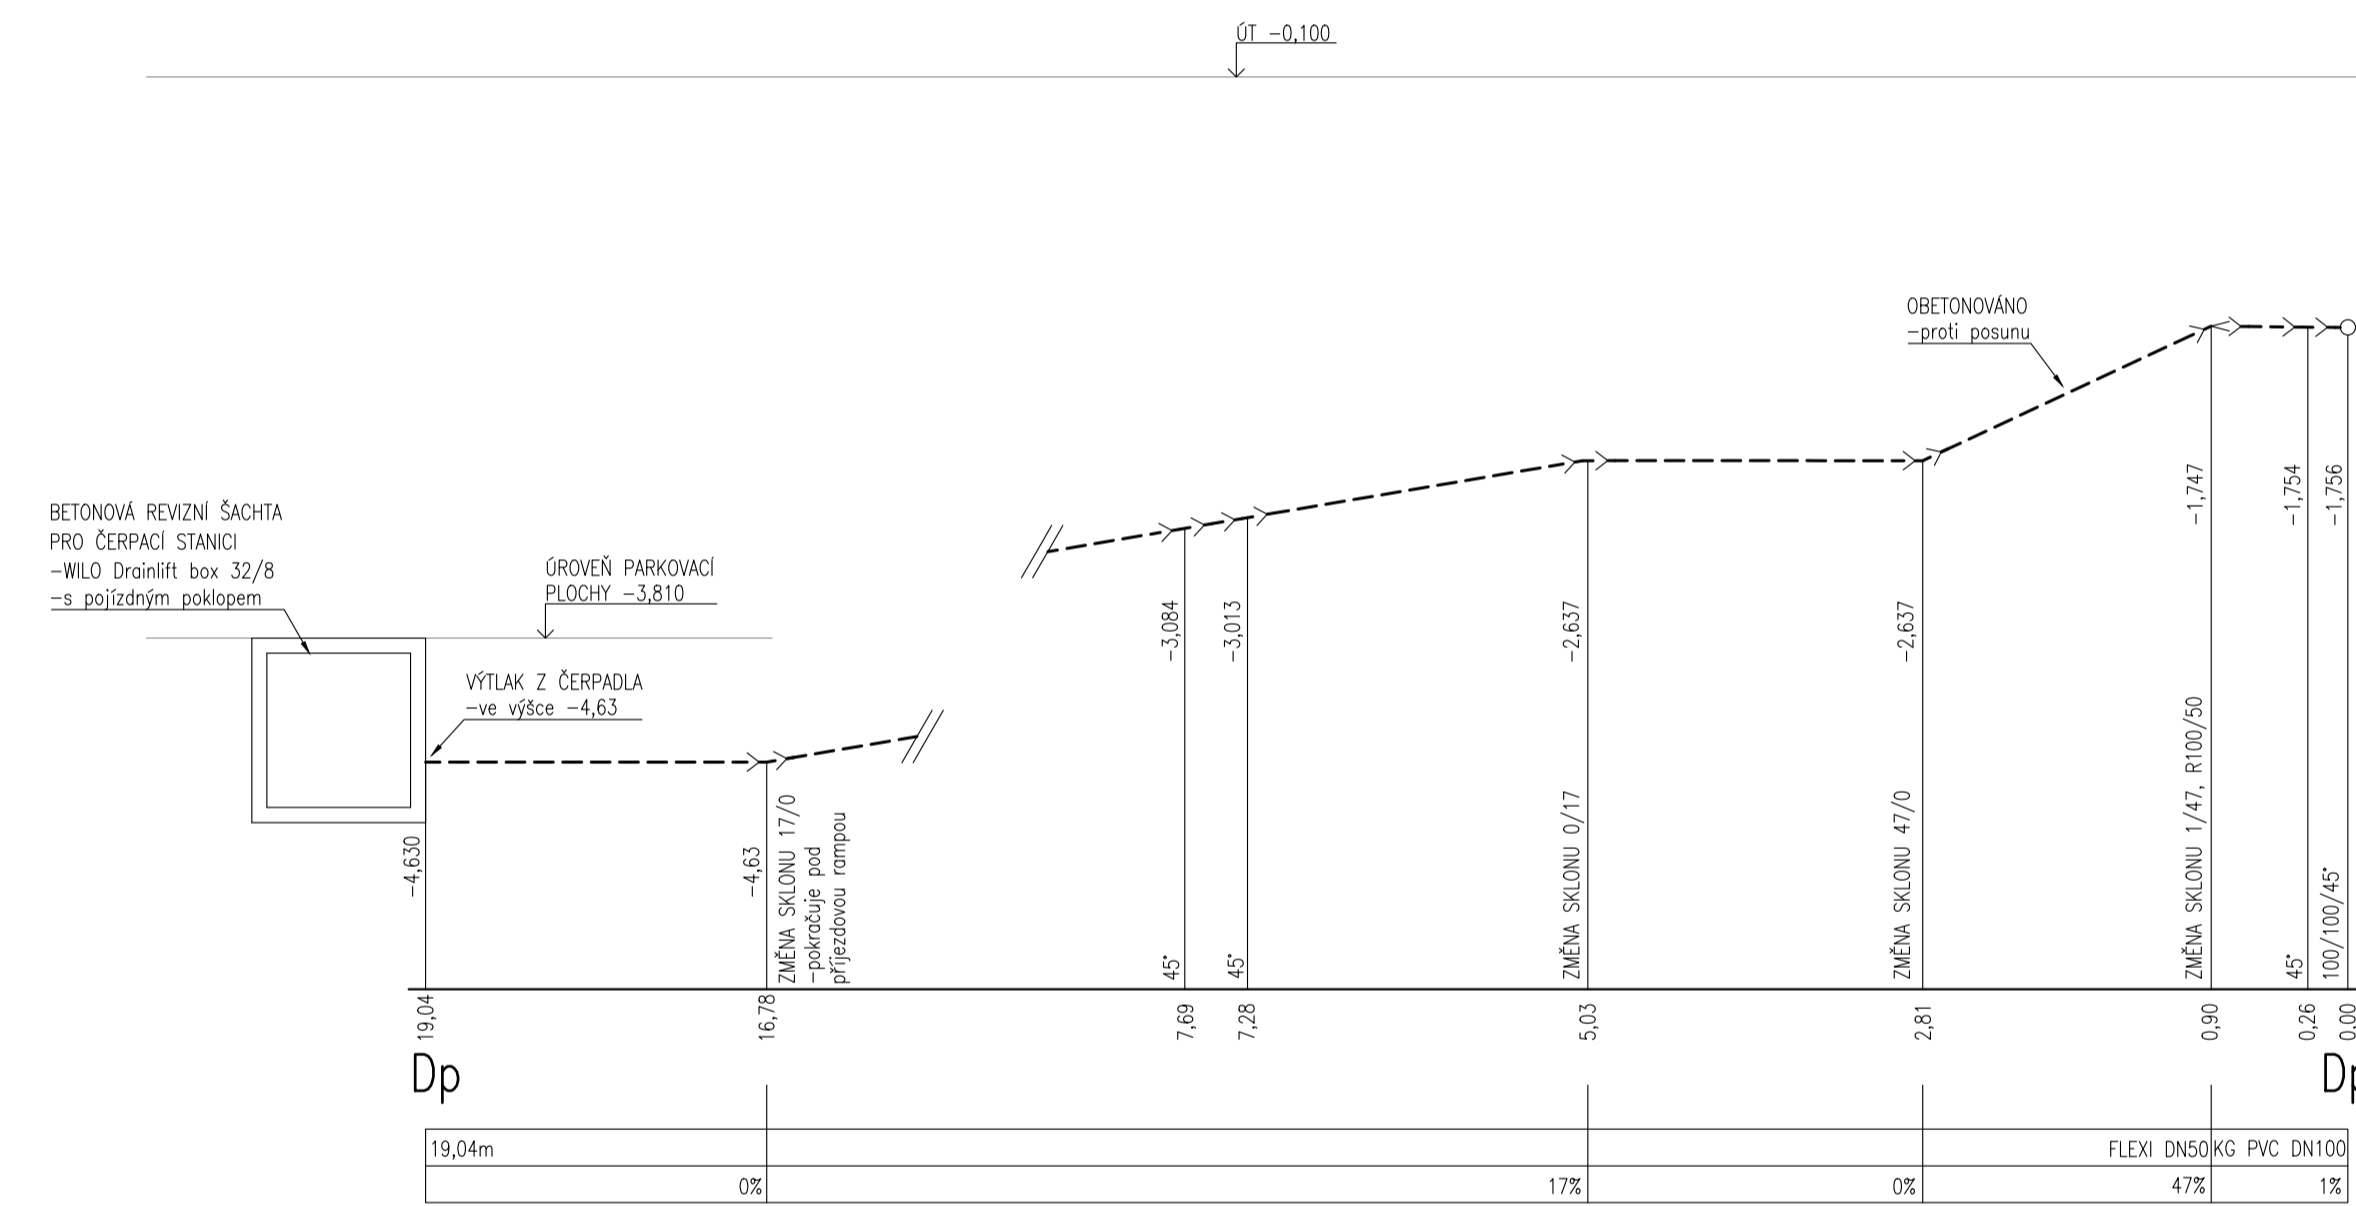 ÚT -0,100
OBETONOVÁNO
-proti posunu
BETONOVÁ REVIZNÍ ŠACHTA
PRO ČERPACÍ STANICI
-WILO Drainlift box 32/8
-s pojízdným poklopem
ÚROVEŇ PARKOVACÍ
PLOCHY -3,810
VÝTLAK Z ČERPADLA
-ve výšce -4,63
-4,630
-4,63
ZMĚNA SKLONU 17/0
-pokračuje pod
příjezdovou rampou
-3,084
45°
-3,013
45°
-2,637
ZMĚNA SKLONU 0/17
-2,637
ZMĚNA SKLONU 47/0
-1,747
ZMĚNA SKLONU 1/47, R100/50
-1,754
45°
-1,756
100/100/45°
19,04
16,78
7,69
7,28
5,03
2,81
0,90
0,26
0,00
Dp
Dp
19,04m
FLEXI DN50
KG PVC DN100
0%
17%
0%
47%
1%